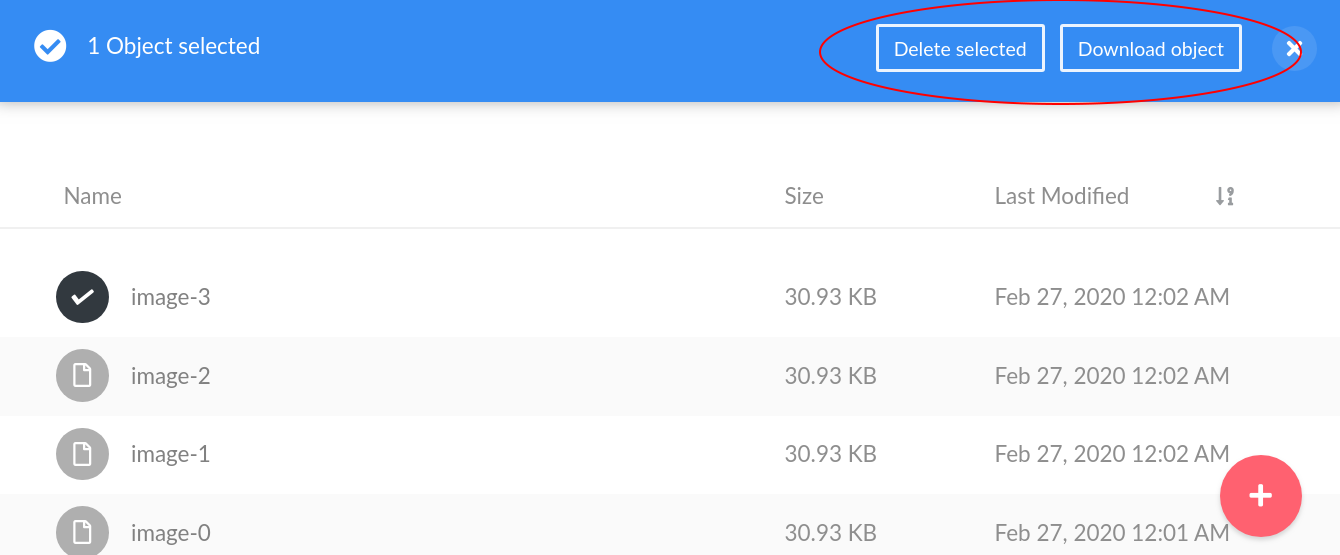 1 Object selected Delete selected Download object
Name Size Last Modified
image-3 30.93 KB Feb 27, 2020 12:02 AM
image-2 30.93 KB Feb 27, 2020 12:02 AM
image-1 30.93 KB Feb 27, 2020 12:02 AM
image-0 30.93 KB Feb 27, 2020 12:01 AM